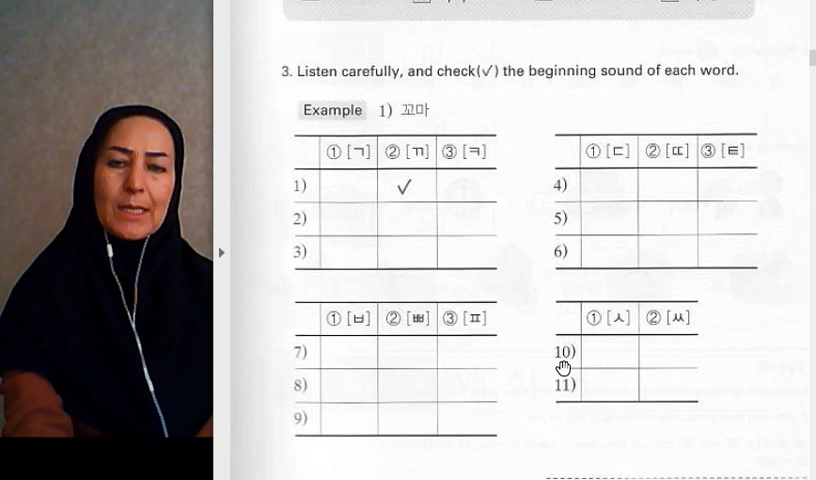 3. Listen carefully, and check(✓) the beginning sound of each word.
Example 1) 꼬마
① [ㄱ] ② [ㄲ] ③ [ㅋ]
1) ✓
2)
3)
① [ㄷ] ② [ㄸ] ③ [ㅌ]
4)
5)
6)
① [ㅂ] ② [ㅃ] ③ [ㅍ]
7)
8)
9)
① [ㅅ] ② [ㅆ]
10)
11)